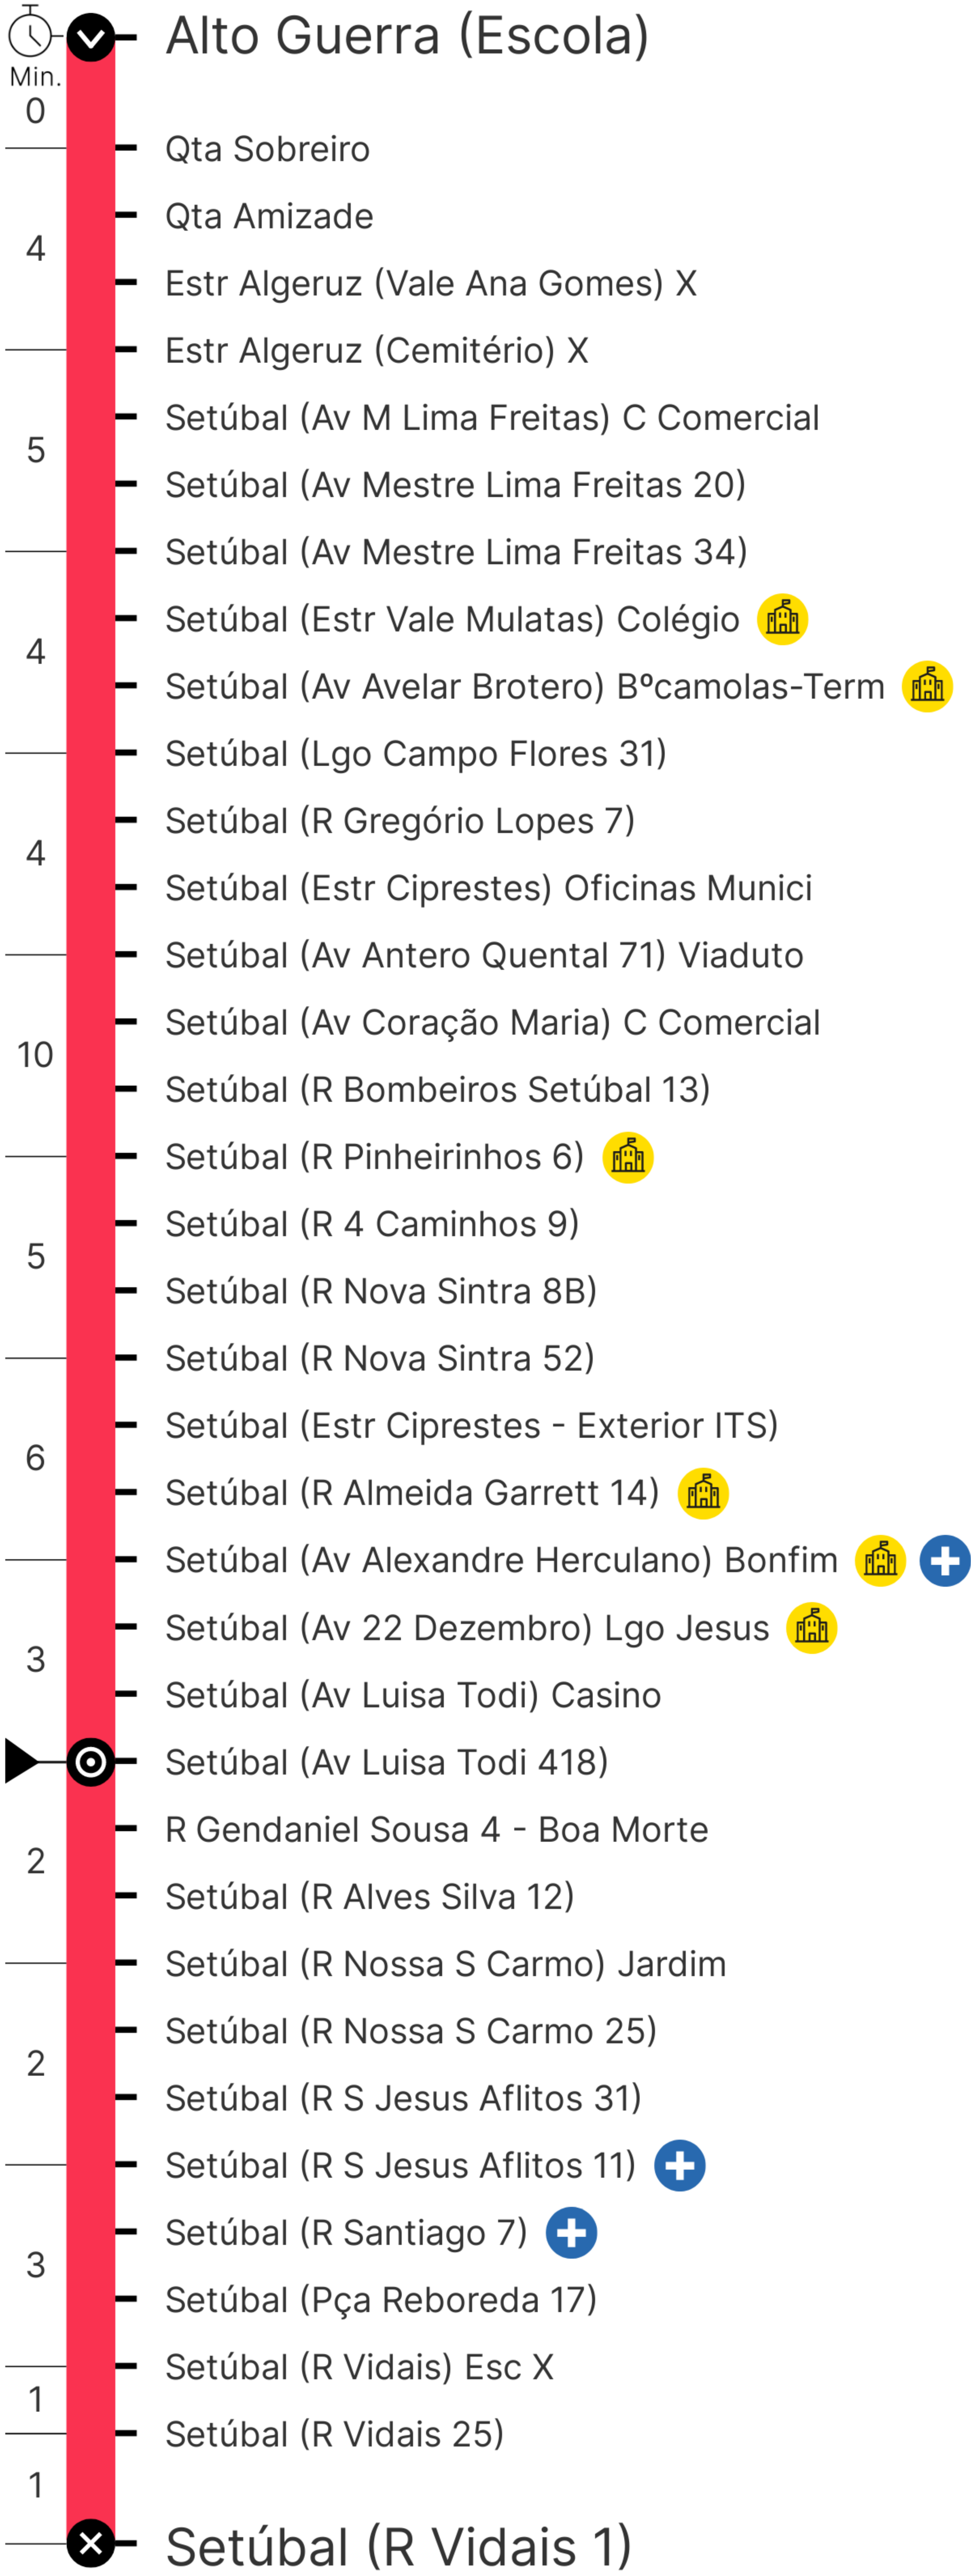 Alto Guerra (Escola)
Min.
0
Qta Sobreiro
Qta Amizade
4
Estr Algeruz (Vale Ana Gomes) X
Estr Algeruz (Cemitério) X
Setúbal (Av M Lima Freitas) C Comercial
5
Setúbal (Av Mestre Lima Freitas 20)
Setúbal (Av Mestre Lima Freitas 34)
Setúbal (Estr Vale Mulatas) Colégio
4
Setúbal (Av Avelar Brotero) Bºcamolas-Term
Setúbal (Lgo Campo Flores 31)
Setúbal (R Gregório Lopes 7)
4
Setúbal (Estr Ciprestes) Oficinas Munici
Setúbal (Av Antero Quental 71) Viaduto
Setúbal (Av Coração Maria) C Comercial
10
Setúbal (R Bombeiros Setúbal 13)
Setúbal (R Pinheirinhos 6)
Setúbal (R 4 Caminhos 9)
5
Setúbal (R Nova Sintra 8B)
Setúbal (R Nova Sintra 52)
Setúbal (Estr Ciprestes - Exterior ITS)
6
Setúbal (R Almeida Garrett 14)
Setúbal (Av Alexandre Herculano) Bonfim
Setúbal (Av 22 Dezembro) Lgo Jesus
3
Setúbal (Av Luisa Todi) Casino
Setúbal (Av Luisa Todi 418)
R Gendaniel Sousa 4 - Boa Morte
2
Setúbal (R Alves Silva 12)
Setúbal (R Nossa S Carmo) Jardim
Setúbal (R Nossa S Carmo 25)
2
Setúbal (R S Jesus Aflitos 31)
Setúbal (R S Jesus Aflitos 11)
Setúbal (R Santiago 7)
3
Setúbal (Pça Reboreda 17)
Setúbal (R Vidais) Esc X
1
Setúbal (R Vidais 25)
1
Setúbal (R Vidais 1)